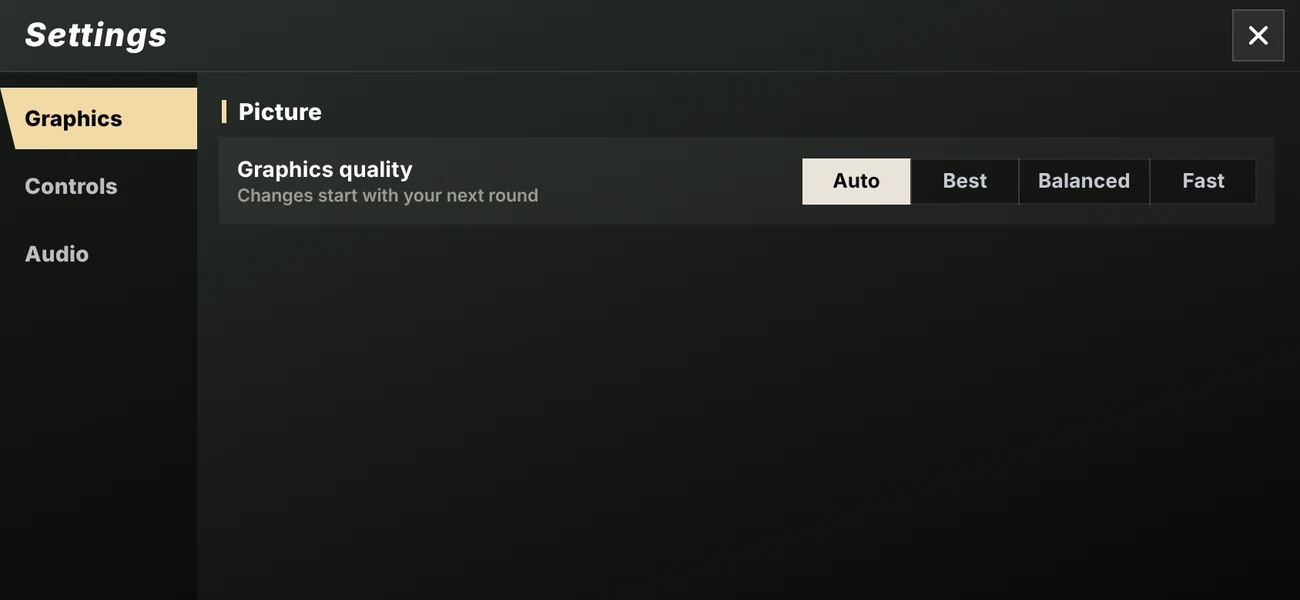 Settings
Graphics
Controls
Audio
Picture
Graphics quality
Changes start with your next round
Auto Best Balanced Fast